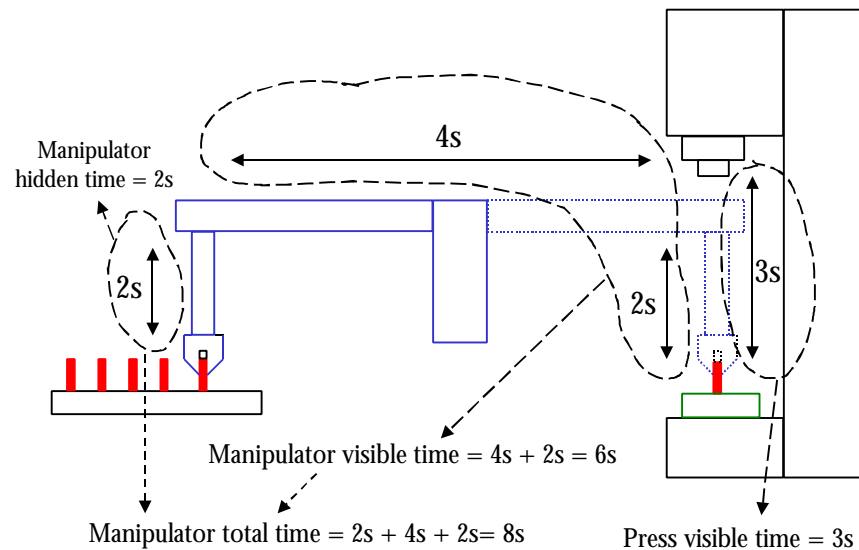 4s
Manipulator
hidden time = 2s
2s
2s
3s
Manipulator visible time = 4s + 2s = 6s
Manipulator total time = 2s + 4s + 2s= 8s
Press visible time = 3s